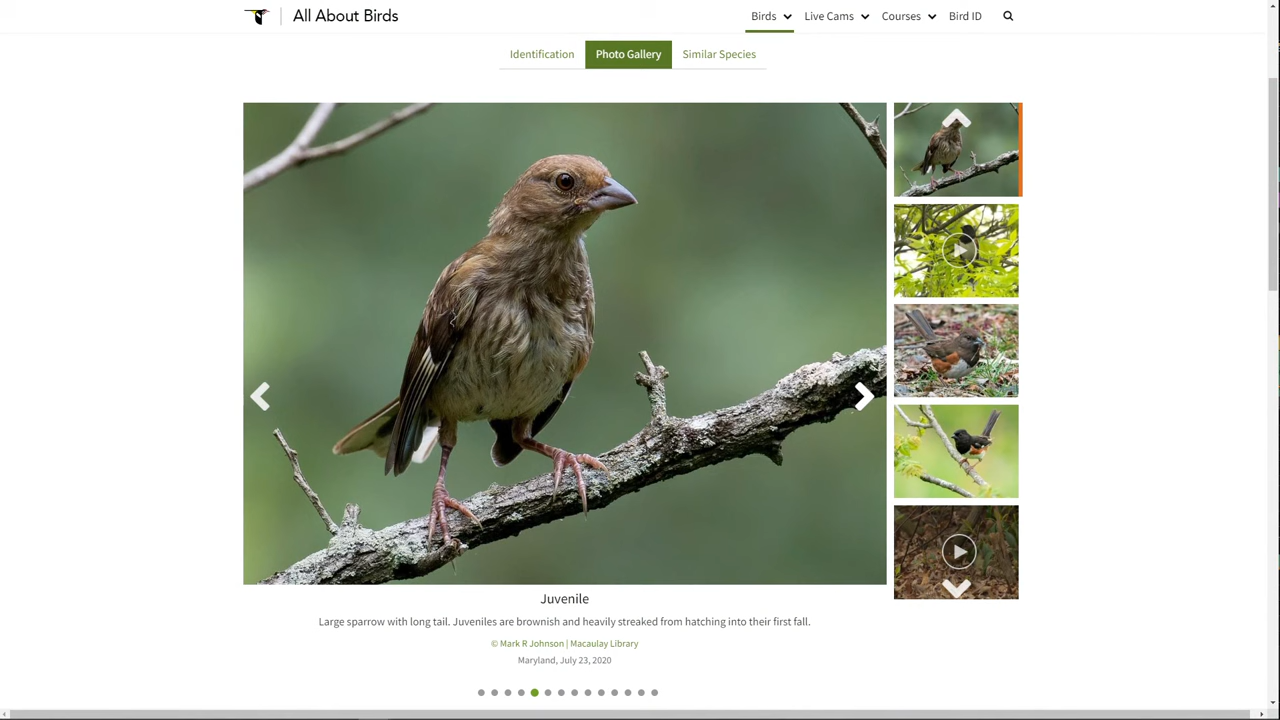 All About Birds
Birds Live Cams Courses Bird ID
Identification Photo Gallery Similar Species
Juvenile
Large sparrow with long tail. Juveniles are brownish and heavily streaked from hatching into their first fall.
© Mark R Johnson | Macaulay Library
Maryland, July 23, 2020